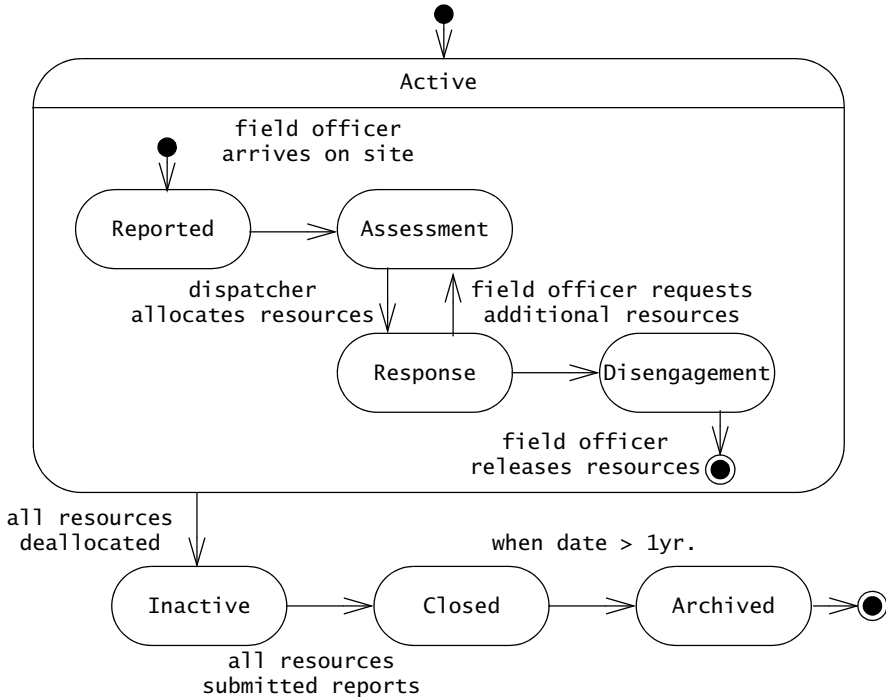 Active
field officer
arrives on site
Reported
Assessment
dispatcher
allocates resources
field officer requests
additional resources
Response
Disengagement
field officer
releases resources
all resources
deallocated
when date > 1yr.
Inactive
Closed
Archived
all resources
submitted reports